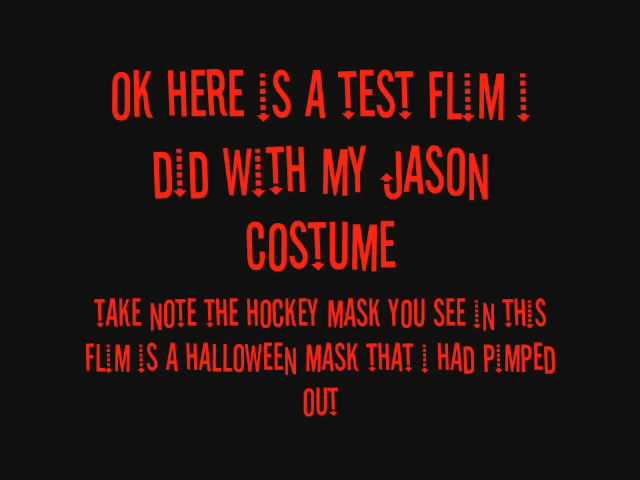 OK HERE IS A TEST FLIM I
DID WITH MY JASON
COSTUME
TAKE NOTE THE HOCKEY MASK YOU SEE IN THIS
FLIM IS A HALLOWEEN MASK THAT I HAD PIMPED
OUT